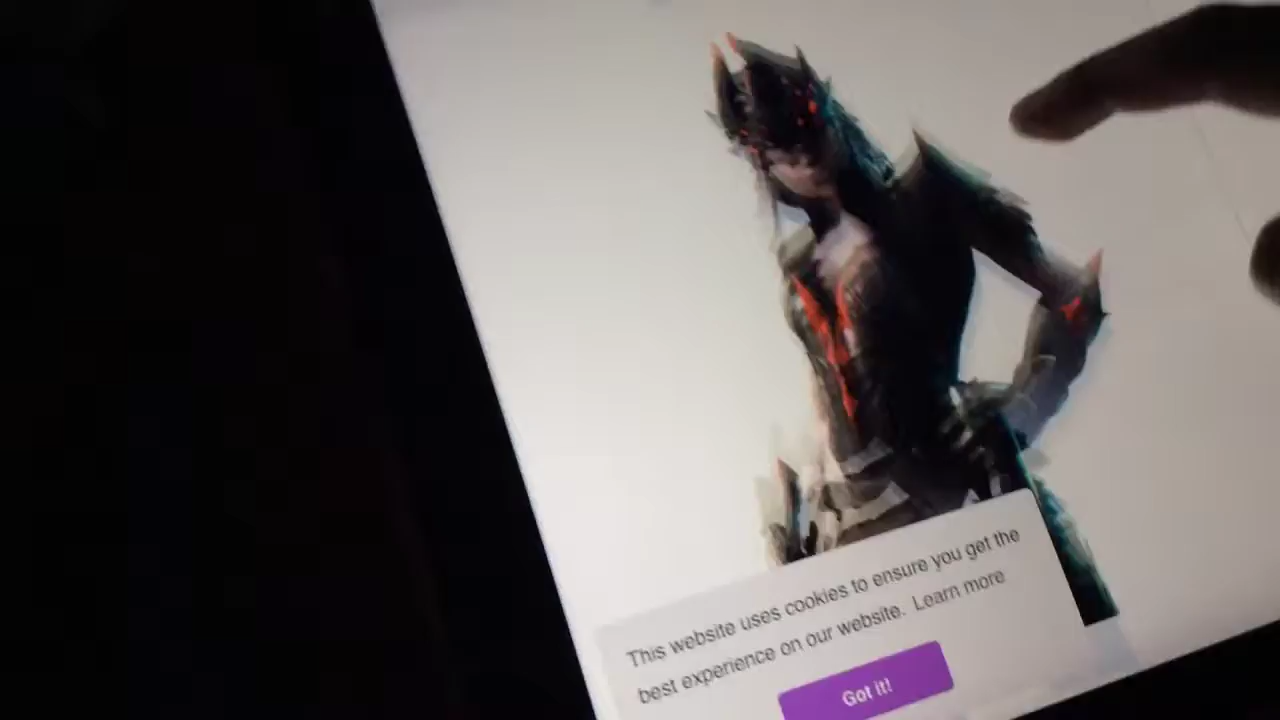 This website uses cookies to ensure you get the
best experience on our website. Learn more
Got it!